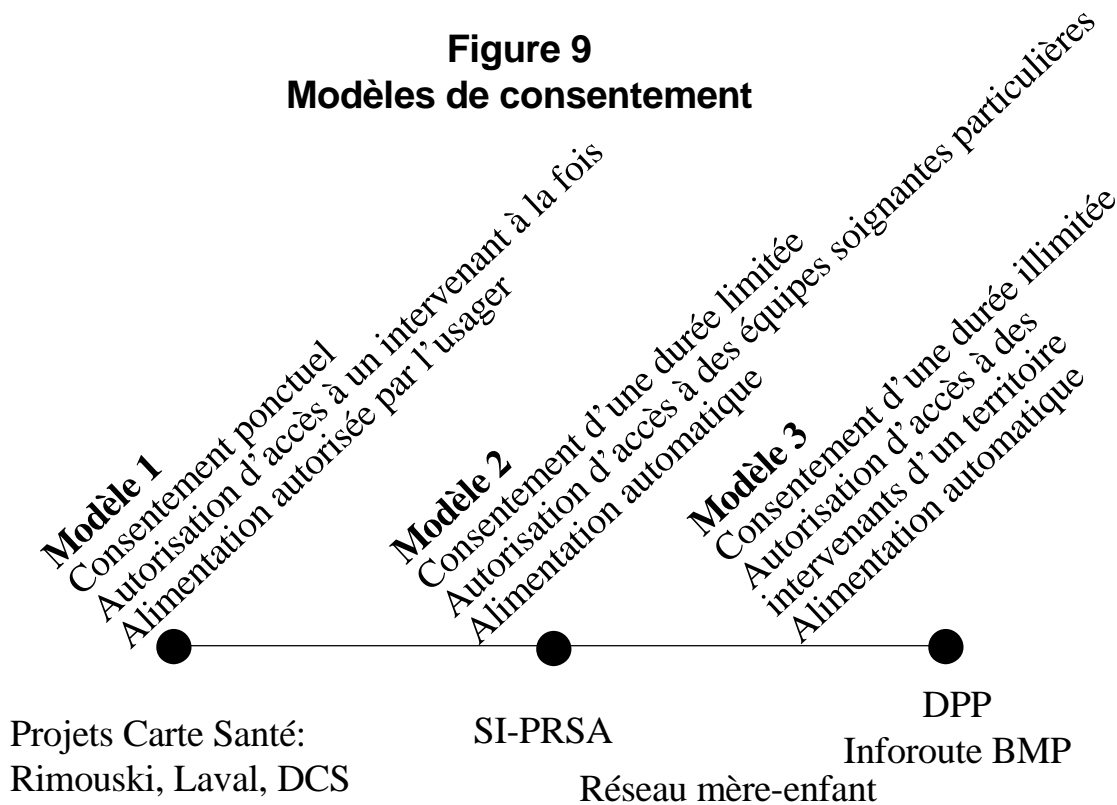 Figure 9
Modèles de consentement
Modèle 1
Consentement ponctuel
Autorisation d’accès à un intervenant à la fois
Alimentation autorisée par l’usager
Modèle 2
Consentement d’une durée limitée
Autorisation d’accès à des équipes soignantes particulières
Alimentation automatique
Modèle 3
Consentement d’une durée illimitée
Autorisation d’accès à des
intervenants d’un territoire
Alimentation automatique
Projets Carte Santé:
Rimouski, Laval, DCS
SI-PRSA
Réseau mère-enfant
DPP
Inforoute BMP